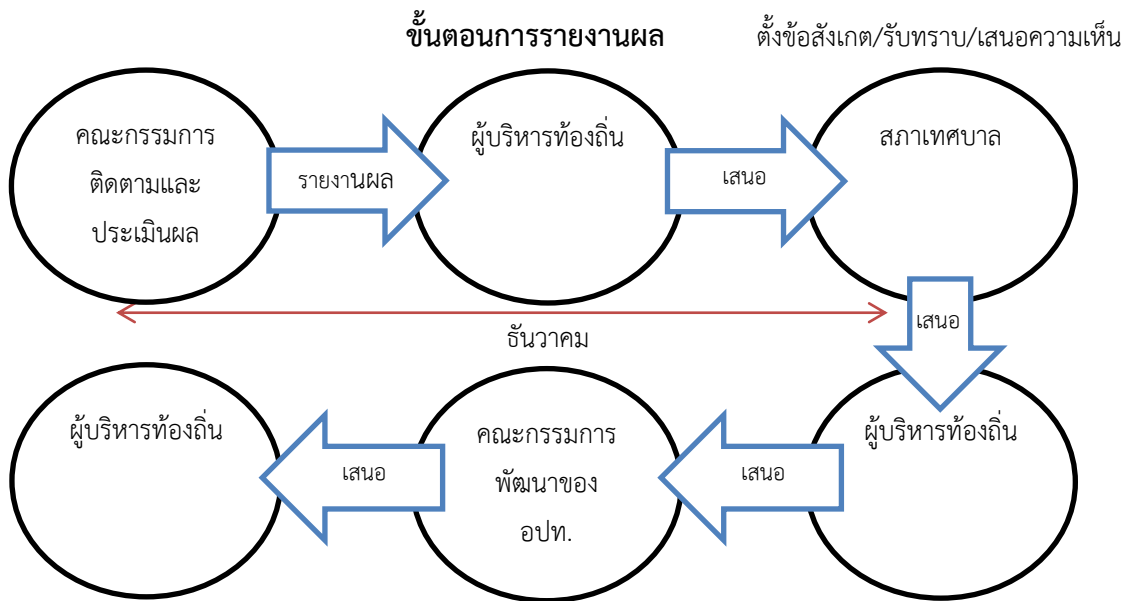 ขั้นตอนการรายงานผล
ตั้งข้อสังเกต/รับทราบ/เสนอความเห็น
คณะกรรมการ
ติดตามและ
ประเมินผล
รายงานผล
ผู้บริหารท้องถิ่น
เสนอ
สภาเทศบาล
ธันวาคม
เสนอ
ผู้บริหารท้องถิ่น
เสนอ
คณะกรรมการ
พัฒนาของ
อปท.
เสนอ
ผู้บริหารท้องถิ่น